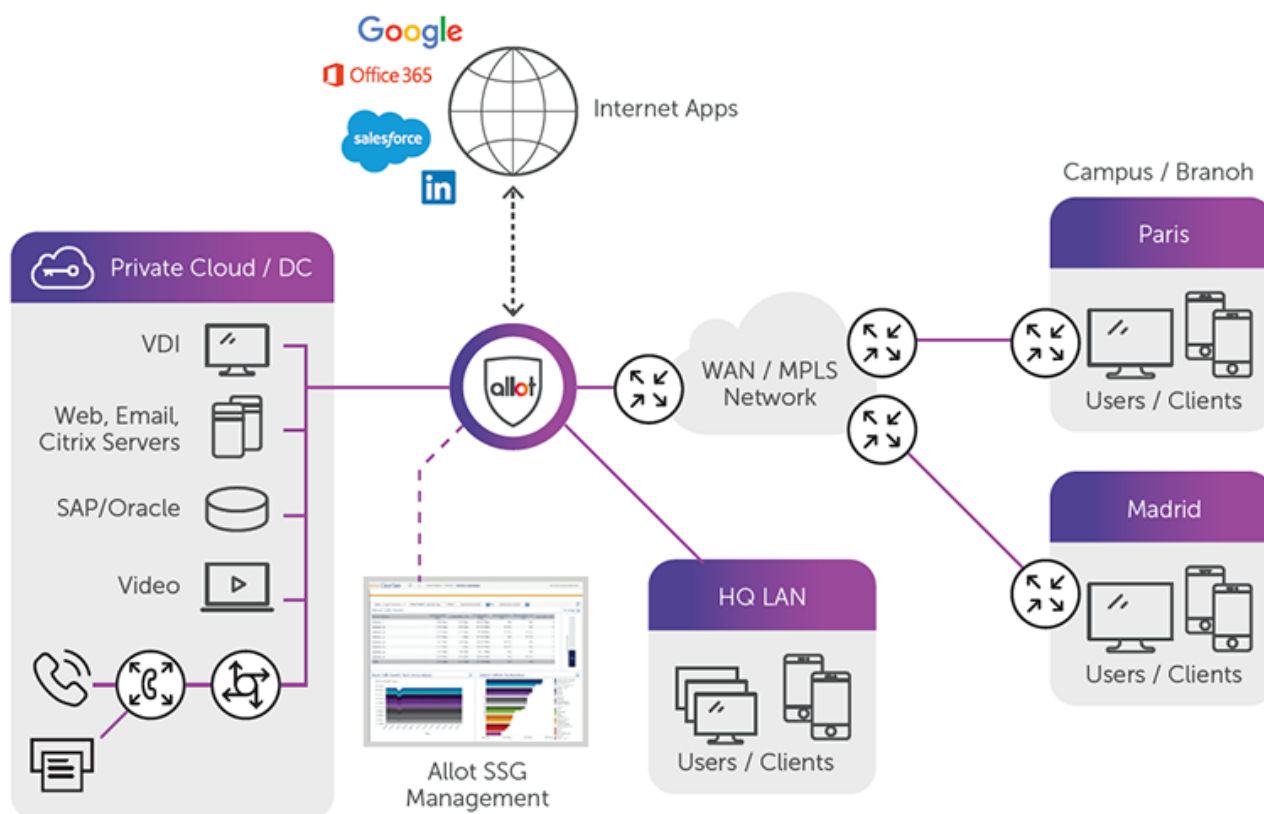 Google
Office 365
salesforce
in
Internet Apps
Campus / Branoh
Private Cloud / DC
VDI
Web, Email,
Citrix Servers
SAP/Oracle
Video
allot
WAN / MPLS
Network
Paris
Users / Clients
Madrid
Users / Clients
HQ LAN
Users / Clients
Allot SSG
Management